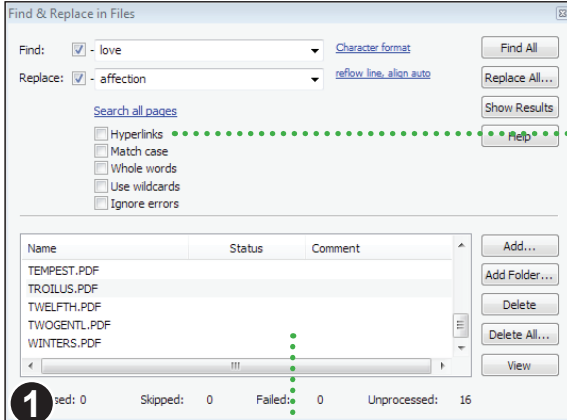 Find & Replace in Files
Find: - love Character format Find All
Replace: - affection reflow line, align auto Replace All...
Search all pages Show Results
Hyperlinks Help
Match case
Whole words
Use wildcards
Ignore errors
Name Status Comment Add...
TEMPEST.PDF Add Folder...
TROILUS.PDF
TWELFTH.PDF Delete
TWOGENTL.PDF Delete All...
WINTERS.PDF
View
1 sed: 0 Skipped: 0 Failed: 0 Unprocessed: 16